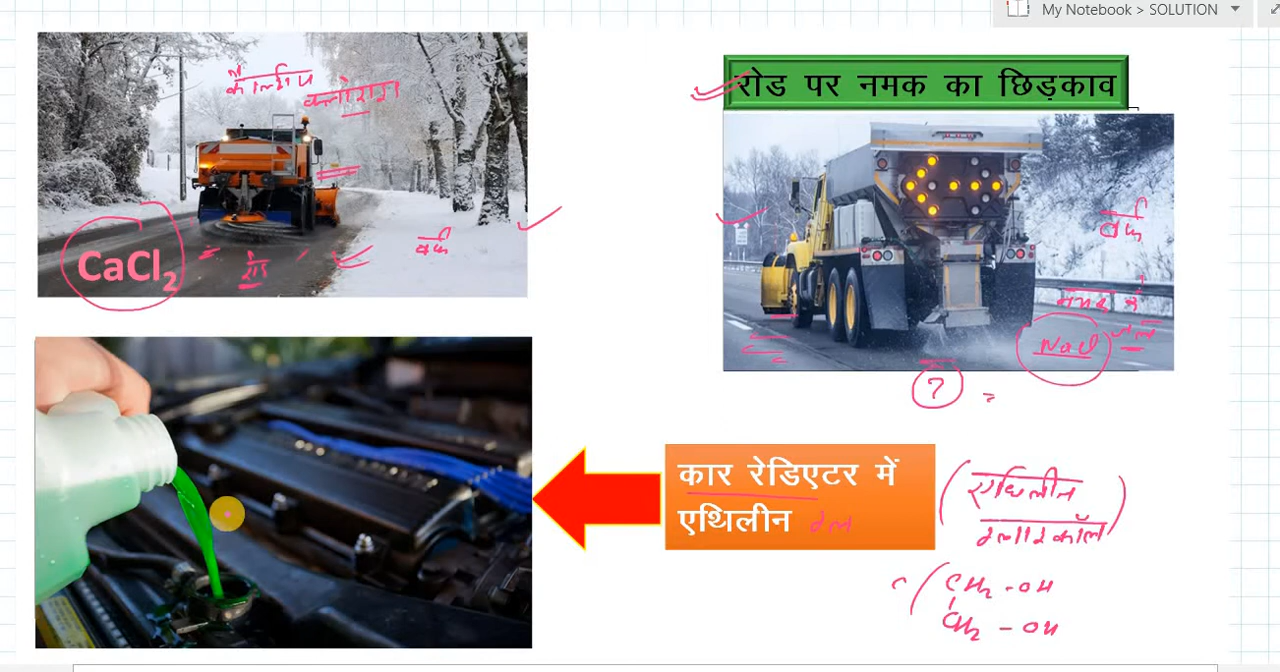 My Notebook > SOLUTION
कैल्शियम
क्लोराइड
रोड पर नमक का छिड़काव
CaCl2
बर्फ
बर्फ
NaCl
?
=
कार रेडिएटर में
एथिलीन
(एथिलीन
ग्लाइकॉल)
CH2 - OH
CH2 - OH